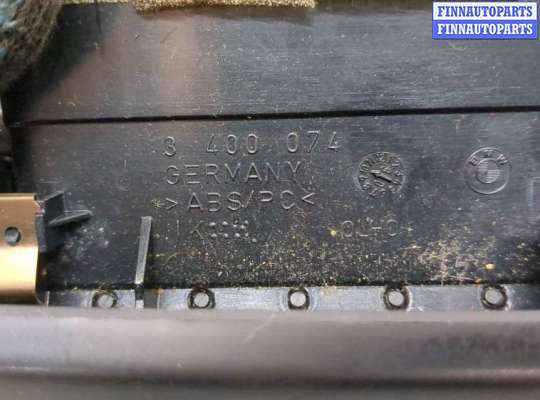 FINNAUTOPARTS
FINNAUTOPARTS
3 400 074
GERMANY
>ABS/PC<
BMW